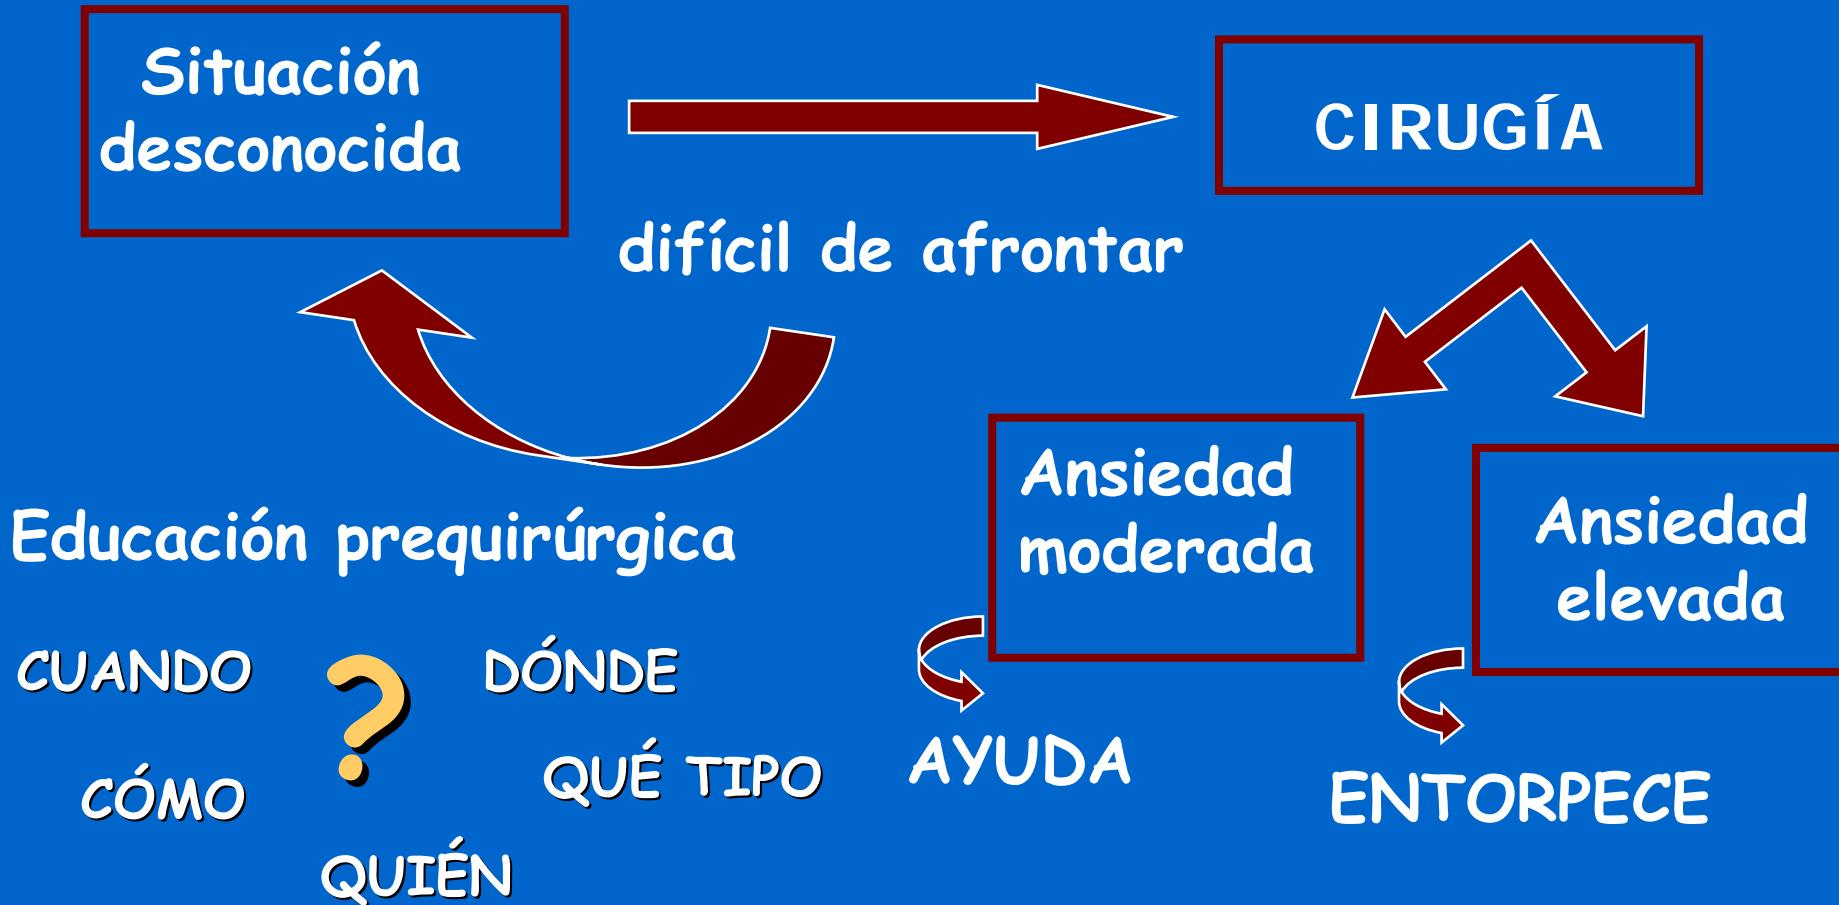 Situación
desconocida
CIRUGÍA
difícil de afrontar
Ansiedad
moderada
Ansiedad
elevada
Educación prequirúrgica
CUANDO
?
DÓNDE
CÓMO
QUÉ TIPO
QUIÉN
AYUDA
ENTORPECE